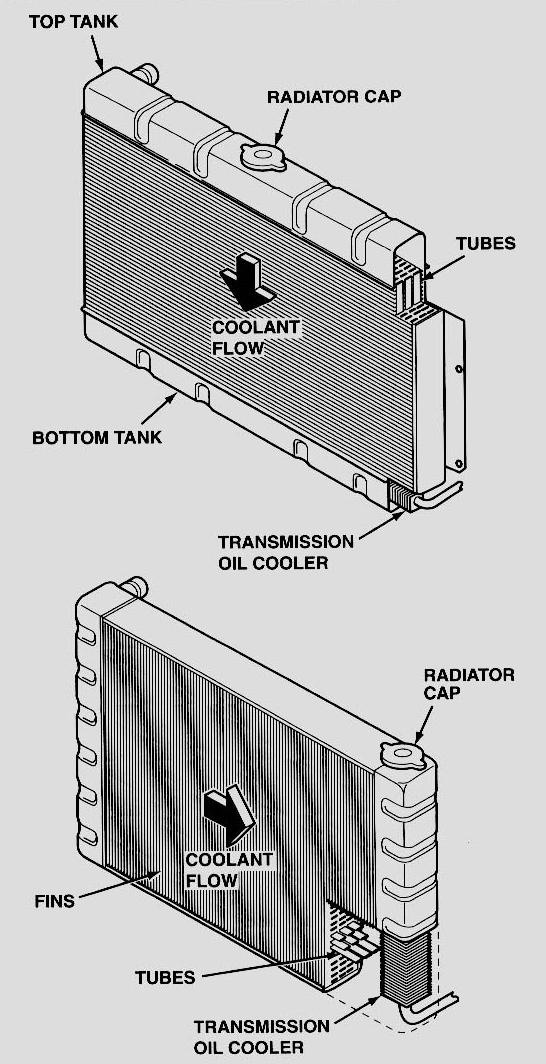 TOP TANK
RADIATOR CAP
TUBES
COOLANT
FLOW
BOTTOM TANK
TRANSMISSION
OIL COOLER
RADIATOR
CAP
COOLANT
FLOW
FINS
TUBES
TRANSMISSION
OIL COOLER